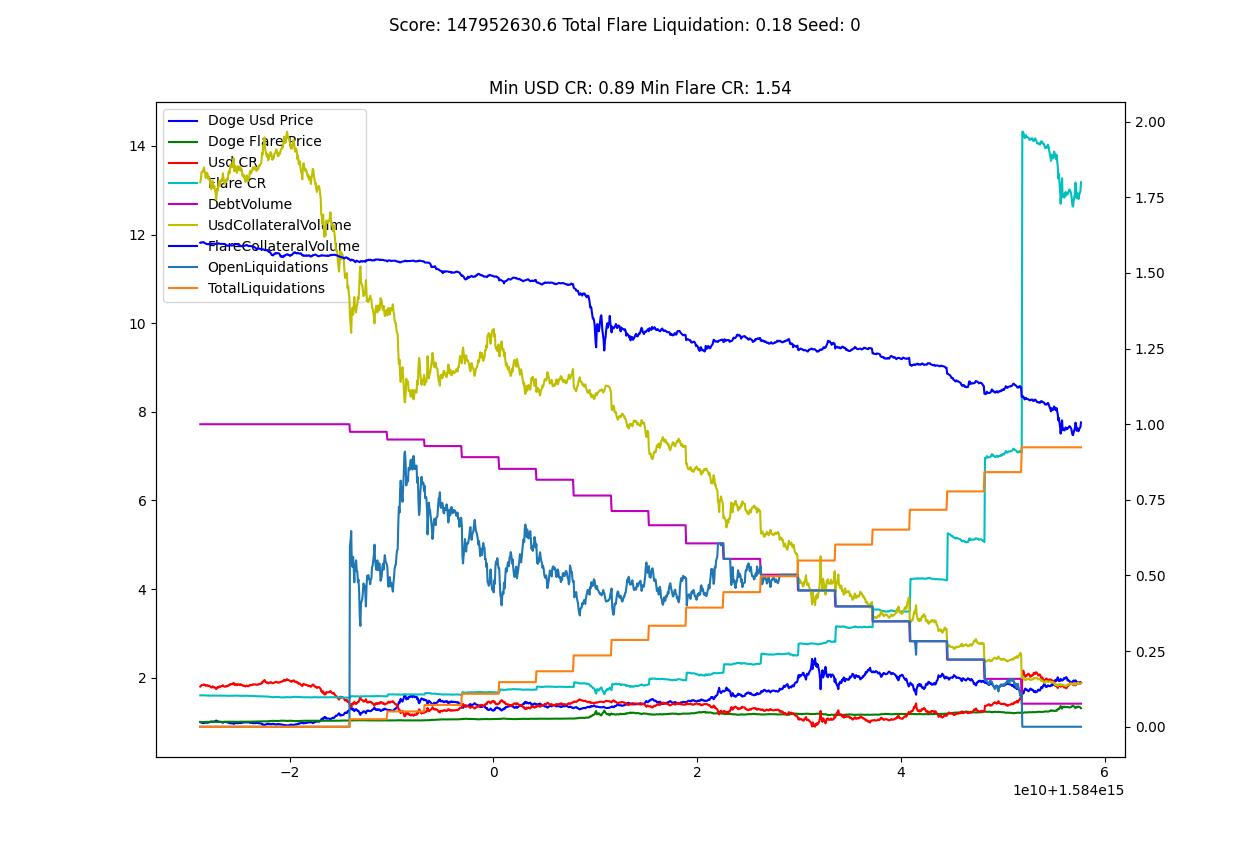 Score: 147952630.6 Total Flare Liquidation: 0.18 Seed: 0
Min USD CR: 0.89 Min Flare CR: 1.54
Doge Usd Price
Doge Flare Price
Usd CR
Flare CR
DebtVolume
UsdCollateralVolume
FlareCollateralVolume
OpenLiquidations
TotalLiquidations
14
12
10
8
6
4
2
2.00
1.75
1.50
1.25
1.00
0.75
0.50
0.25
0.00
−2
0
2
4
6
1e10+1.584e15